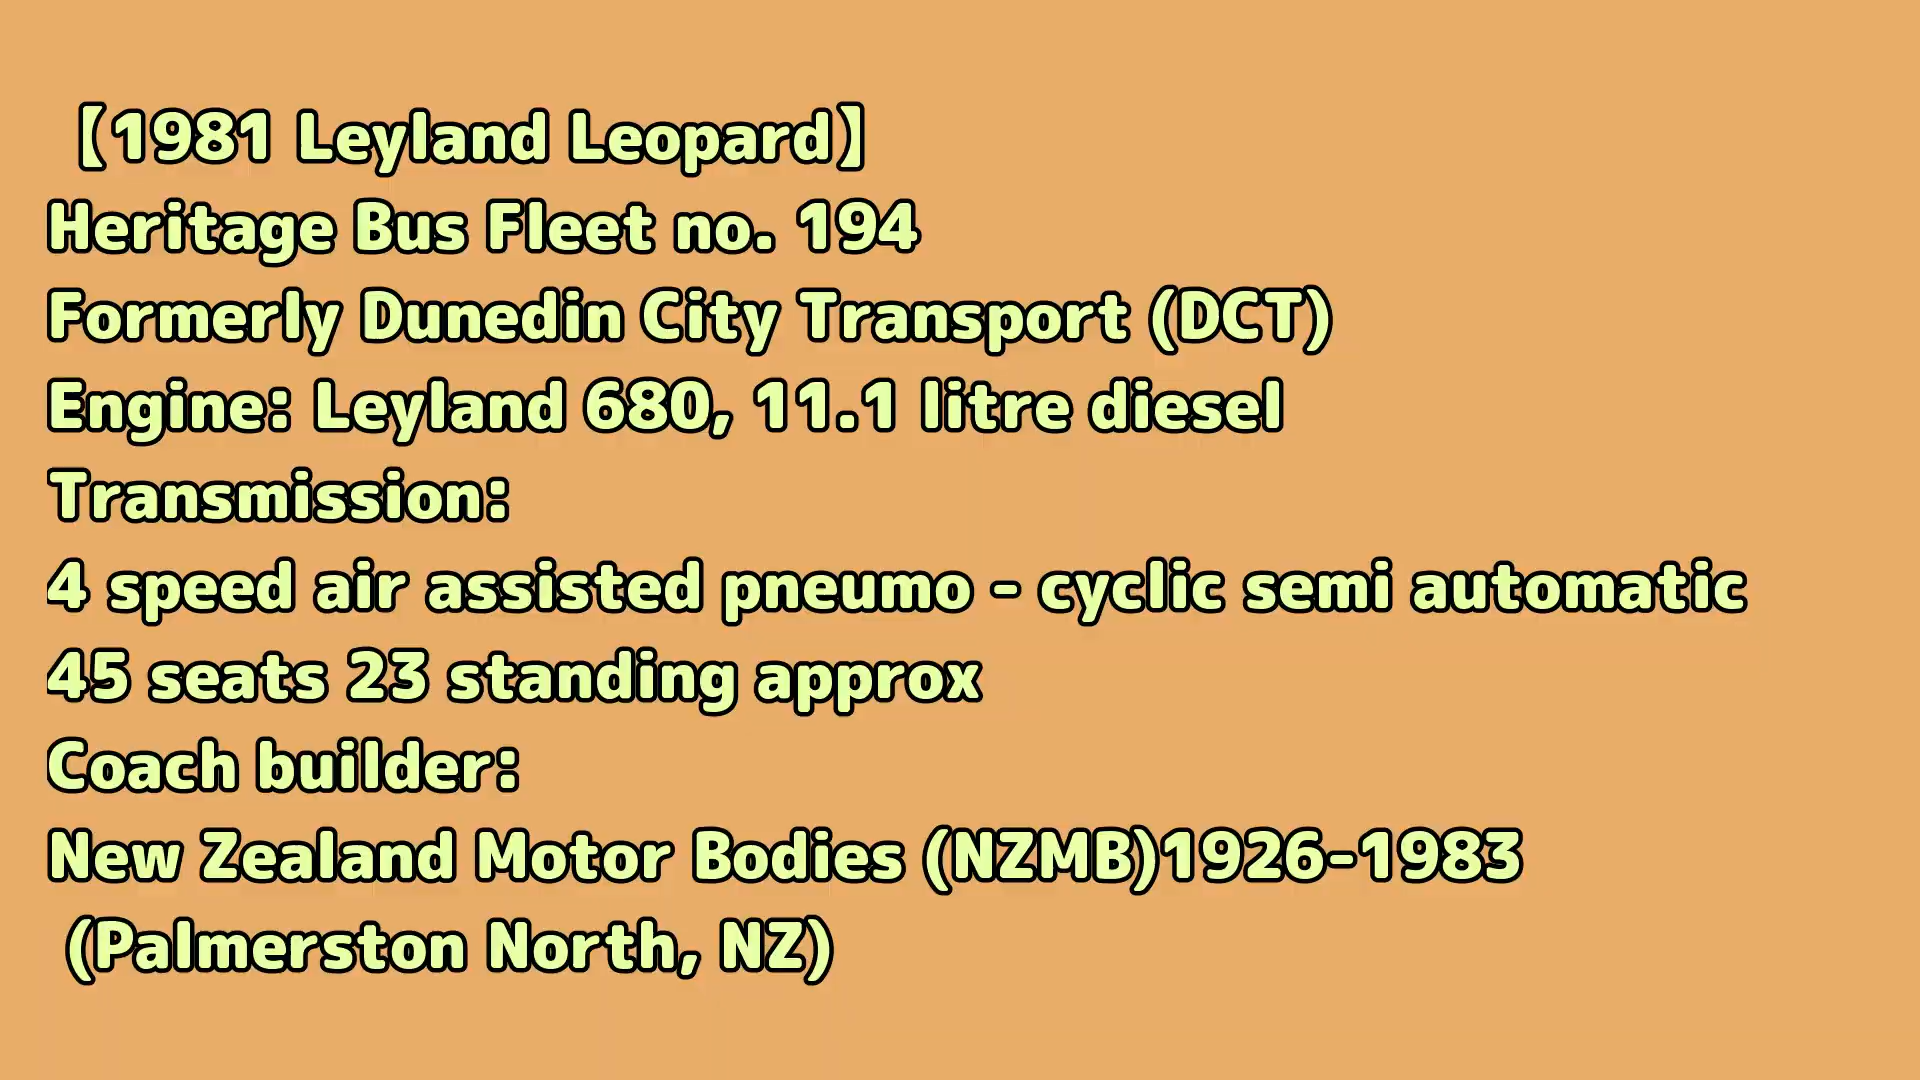 【1981 Leyland Leopard】
Heritage Bus Fleet no. 194
Formerly Dunedin City Transport (DCT)
Engine: Leyland 680, 11.1 litre diesel
Transmission:
4 speed air assisted pneumo - cyclic semi automatic
45 seats 23 standing approx
Coach builder:
New Zealand Motor Bodies (NZMB)1926-1983
(Palmerston North, NZ)